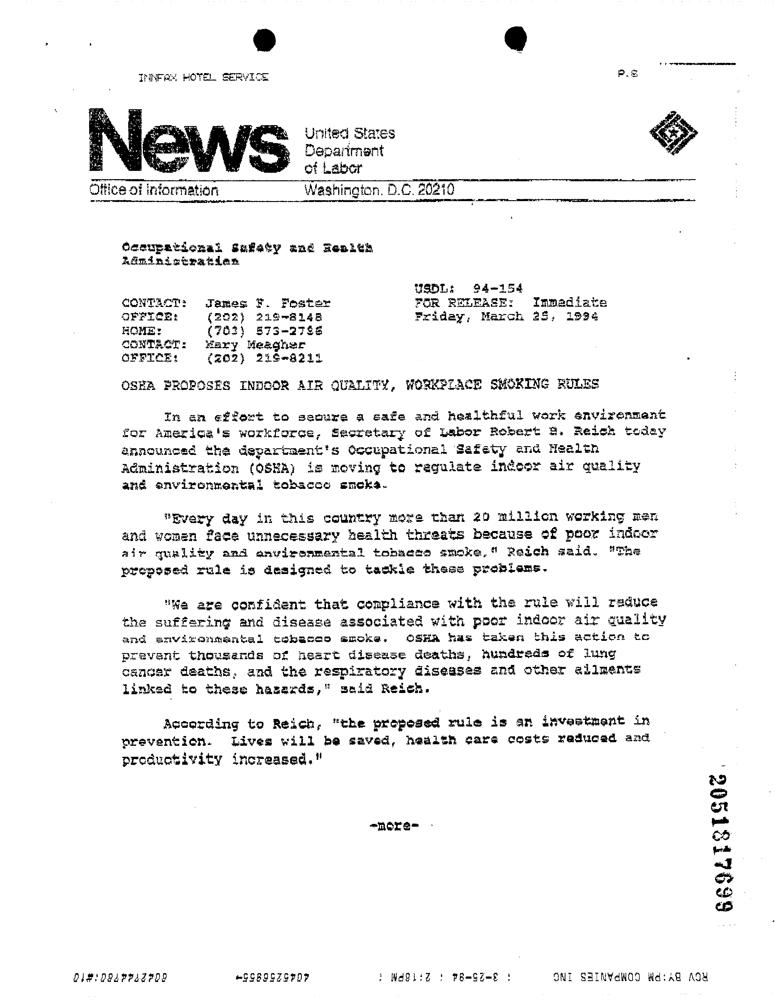 INNFAX HOTEL SERVICE
P.8
News
United States
Department
of Labor
Office of Information
Washington, D.C. 20210
Occupational Safety and Health
Administration
USDL: 94-154
CONTACT: James F. Foster
FOR RELEASE: Immediate
OFFICE: (202) 219-8148
Friday, March 25, 1994
HOME:
CONTACT: Mary Meagher
OFFICE: (202) 219-8211
OSHA PROPOSES INDOOR AIR QUALITY, WORKPLACE SMOKING RULES
In an effort to secure a safe and healthful work environment
for America's workforce, Secretary of Labor Robert B. Reich today
announced the department's Occupational Safety and Health
Administration (OSHA) is moving to regulate indoor air quality
and environmental tobacco smoke.
"Every day in this country more than 20 million working men
and women face unnecessary health threats because of poor indoor
air quality and environmental tobacco smoke," Reich said. "The
proposed rule is designed to tackle these problems.
"We are confident that compliance with the rule will reduce
the suffering and disease associated with poor indoor air quality
and environmental tobacco smoke. OSHA has taken this action to
prevent thousands of heart disease deaths, hundreds of lung
cancer deaths, and the respiratory diseases and other ailments
linked to these hazards," said Reich.
According to Reich, "the proposed rule is an investment in
prevention. Lives will be saved, health care costs reduced and
productivity increased."
-more-
2051817699
RCV BY:PM COMPANIES INC : 3-25-94 : 2:18PM :